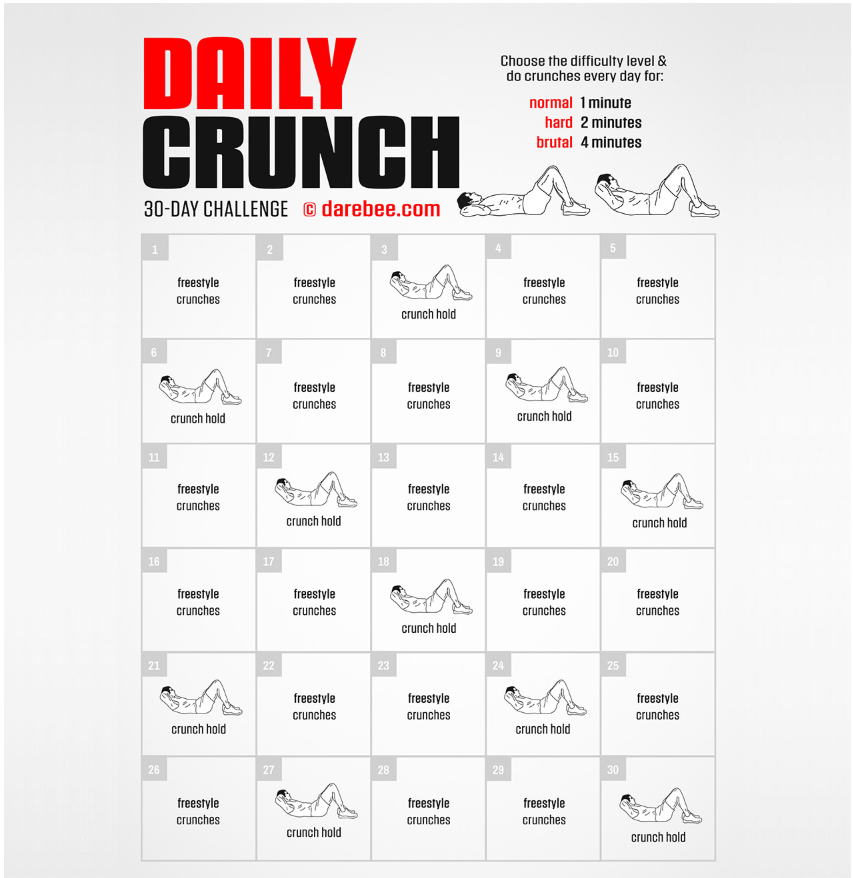 DAILY
CRUNCH
30-DAY CHALLENGE © darebee.com
Choose the difficulty level &
do crunches every day for:
normal 1 minute
hard 2 minutes
brutal 4 minutes
1
freestyle
crunches
2
freestyle
crunches
3
crunch hold
4
freestyle
crunches
5
freestyle
crunches
6
crunch hold
7
freestyle
crunches
8
freestyle
crunches
9
crunch hold
10
freestyle
crunches
11
freestyle
crunches
12
crunch hold
13
freestyle
crunches
14
freestyle
crunches
15
crunch hold
16
freestyle
crunches
17
freestyle
crunches
18
crunch hold
19
freestyle
crunches
20
freestyle
crunches
21
crunch hold
22
freestyle
crunches
23
freestyle
crunches
24
crunch hold
25
freestyle
crunches
26
freestyle
crunches
27
crunch hold
28
freestyle
crunches
29
freestyle
crunches
30
crunch hold